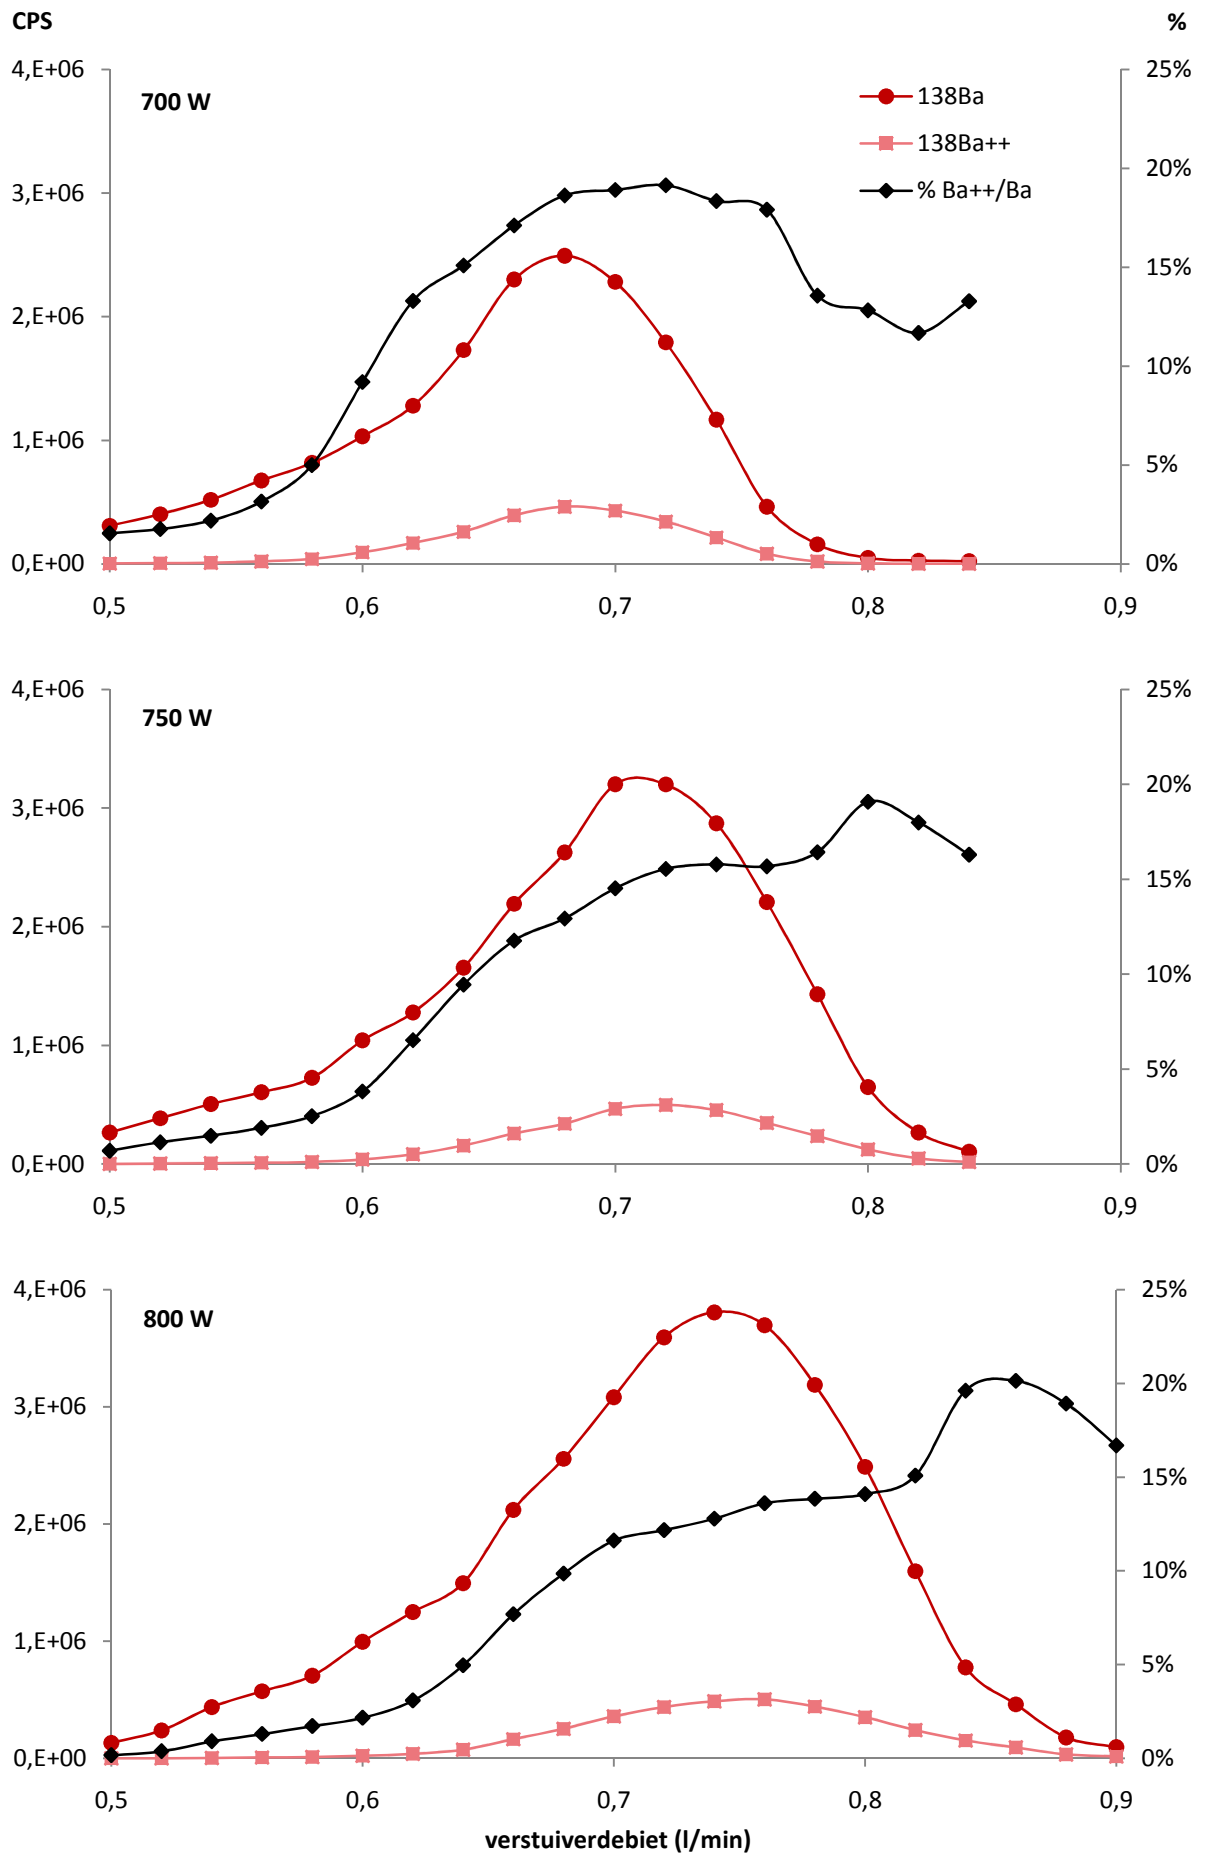 CPS %
4,E+06 25%
700 W
138Ba
20%
138Ba++
3,E+06
% Ba++/Ba
15%
2,E+06
10%
1,E+06
5%
0,E+00 0%
0,5 0,6 0,7 0,8 0,9
4,E+06 25%
750 W
20%
3,E+06
15%
2,E+06
10%
1,E+06
5%
0,E+00 0%
0,5 0,6 0,7 0,8 0,9
4,E+06 25%
800 W
20%
3,E+06
15%
2,E+06
10%
1,E+06
5%
0,E+00 0%
0,5 0,6 0,7 0,8 0,9
verstuiverdebiet (l/min)